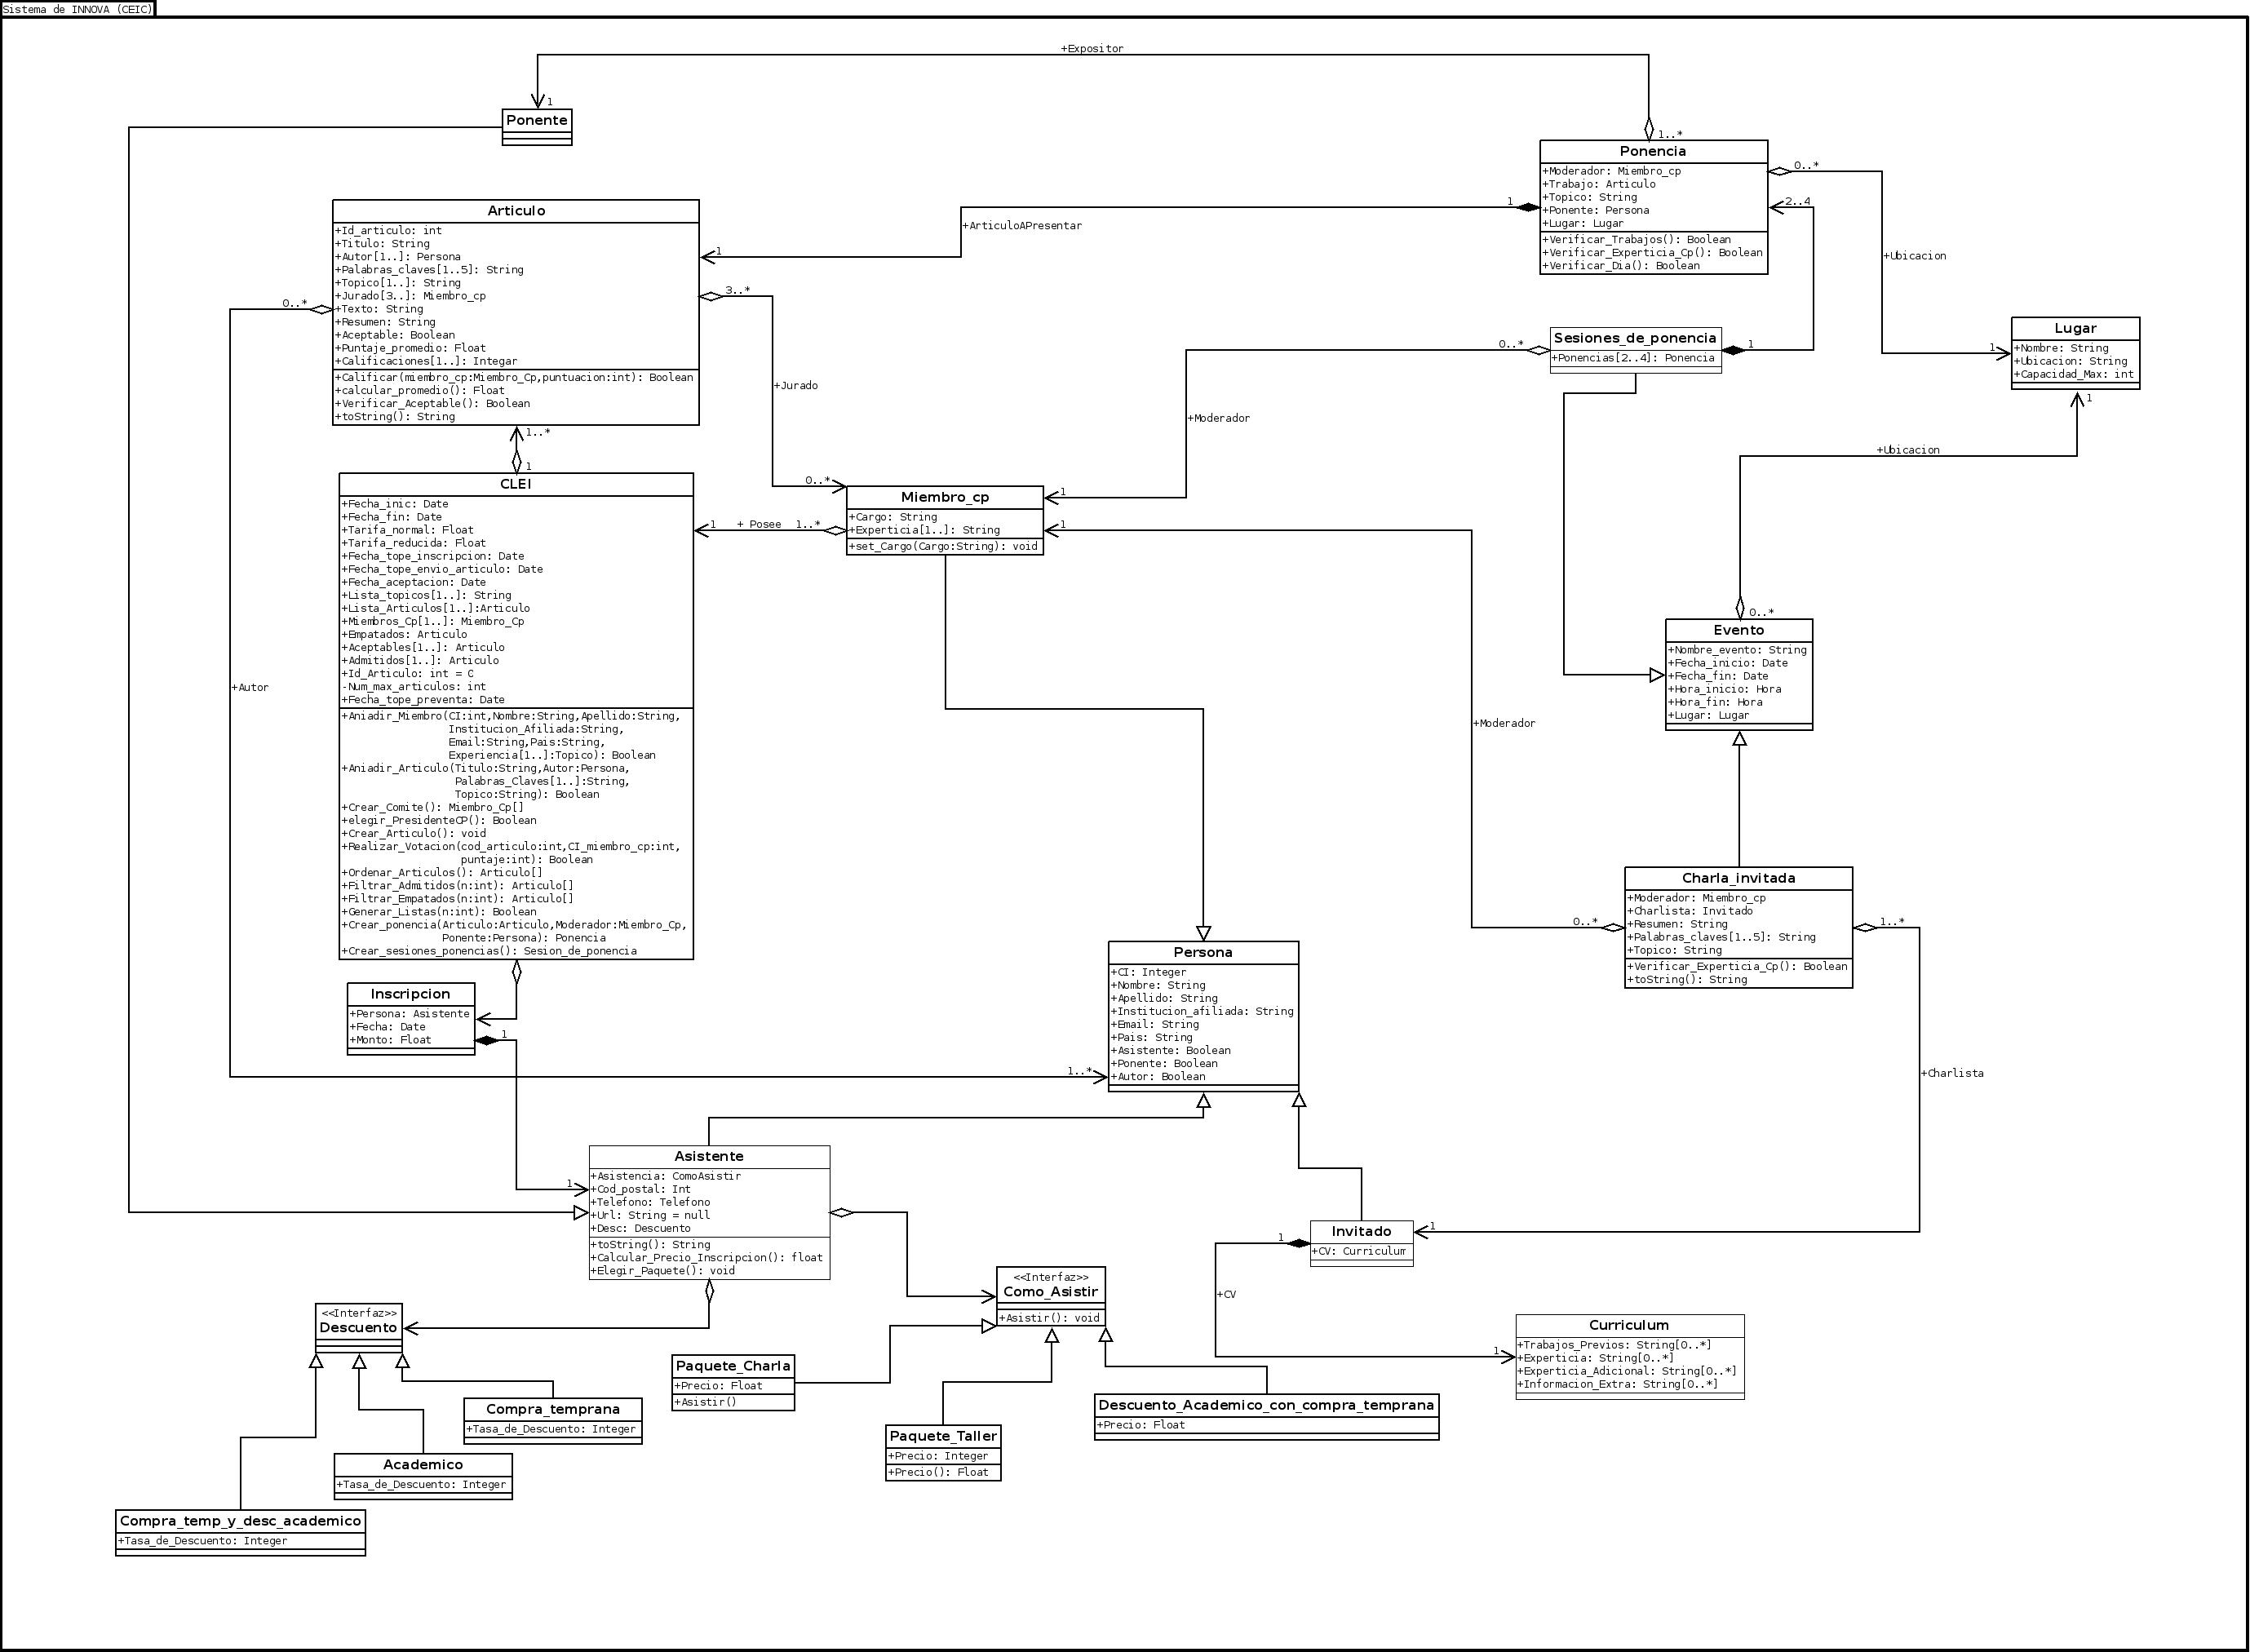 Sistema de INNOVA (CEIC)
+Expositor
1
Ponente
1..*
Ponencia
+Moderador: Miembro_cp
+Trabajo: Articulo
+Topico: String
+Ponente: Persona
+Lugar: Lugar
+Verificar_Trabajos(): Boolean
+Verificar_Experticia_Cp(): Boolean
+Verificar_Dia(): Boolean
0..*
2..4
1
+ArticuloAPresentar
1
+Ubicacion
Articulo
+Id_articulo: int
+Titulo: String
+Autor[1..]: Persona
+Palabras_claves[1..5]: String
+Topico[1..]: String
+Jurado[3..]: Miembro_cp
+Texto: String
+Resumen: String
+Aceptable: Boolean
+Puntaje_promedio: Float
+Calificaciones[1..]: Integar
+Calificar(miembro_cp:Miembro_Cp,puntuacion:int): Boolean
+calcular_promedio(): Float
+Verificar_Aceptable(): Boolean
+toString(): String
0..*
3..*
+Jurado
0..*
1..*
1
Sesiones_de_ponencia
+Ponencias[2..4]: Ponencia
0..*
1
+Moderador
1
Lugar
+Nombre: String
+Ubicacion: String
+Capacidad_Max: int
1
1
+Ubicacion
0..*
CLEI
+Fecha_inic: Date
+Fecha_fin: Date
+Tarifa_normal: Float
+Tarifa_reducida: Float
+Fecha_tope_inscripcion: Date
+Fecha_tope_envio_articulo: Date
+Fecha_aceptacion: Date
+Lista_topicos[1..]: String
+Lista_Articulos[1..]:Articulo
+Miembros_Cp[1..]: Miembro_Cp
+Empatados: Articulo
+Aceptables[1..]: Articulo
+Admitidos[1..]: Articulo
+Id_Articulo: int = 0
-Num_max_articulos: int
+Fecha_tope_preventa: Date
+Aniadir_Miembro(CI:int,Nombre:String,Apellido:String,
Institucion_Afiliada:String,
Email:String,Pais:String,
Experiencia[1..]:Topico): Boolean
+Aniadir_Articulo(Titulo:String,Autor:Persona,
Palabras_Claves[1..]:String,
Topico:String): Boolean
+Crear_Comite(): Miembro_Cp[]
+elegir_PresidenteCP(): Boolean
+Crear_Articulo(): void
+Realizar_Votacion(cod_articulo:int,CI_miembro_cp:int,
puntaje:int): Boolean
+Ordenar_Articulos(): Articulo[]
+Filtrar_Admitidos(n:int): Articulo[]
+Filtrar_Empatados(n:int): Articulo[]
+Generar_Listas(n:int): Boolean
+Crear_ponencia(Articulo:Articulo,Moderador:Miembro_Cp,
Ponente:Persona): Ponencia
+Crear_sesiones_ponencias(): Sesion_de_ponencia
1
+ Posee
1..*
Miembro_cp
+Cargo: String
+Experticia[1..]: String
+set_Cargo(Cargo:String): void
1
+Autor
+Moderador
Evento
+Nombre_evento: String
+Fecha_inicio: Date
+Fecha_fin: Date
+Hora_inicio: Hora
+Hora_fin: Hora
+Lugar: Lugar
Charla_invitada
+Moderador: Miembro_cp
+Charlista: Invitado
+Resumen: String
+Palabras_claves[1..5]: String
+Topico: String
+Verificar_Experticia_Cp(): Boolean
+toString(): String
0..*
1..*
+Charlista
Inscripcion
+Persona: Asistente
+Fecha: Date
+Monto: Float
1
Persona
+CI: Integer
+Nombre: String
+Apellido: String
+Institucion_afiliada: String
+Email: String
+Pais: String
+Asistente: Boolean
+Ponente: Boolean
+Autor: Boolean
1..*
1
Asistente
+Asistencia: ComoAsistir
+Cod_postal: Int
+Telefono: Telefono
+Url: String = null
+Desc: Descuento
+toString(): String
+Calcular_Precio_Inscripcion(): float
+Elegir_Paquete(): void
Invitado
+CV: Curriculum
1
1
+CV
1
<<Interfaz>>
Como_Asistir
+Asistir(): void
<<Interfaz>>
Descuento
Curriculum
+Trabajos_Previos: String[0..*]
+Experticia: String[0..*]
+Experticia_Adicional: String[0..*]
+Informacion_Extra: String[0..*]
Paquete_Charla
+Precio: Float
+Asistir()
Compra_temprana
+Tasa_de_Descuento: Integer
Descuento_Academico_con_compra_temprana
+Precio: Float
Paquete_Taller
+Precio: Integer
+Precio(): Float
Academico
+Tasa_de_Descuento: Integer
Compra_temp_y_desc_academico
+Tasa_de_Descuento: Integer